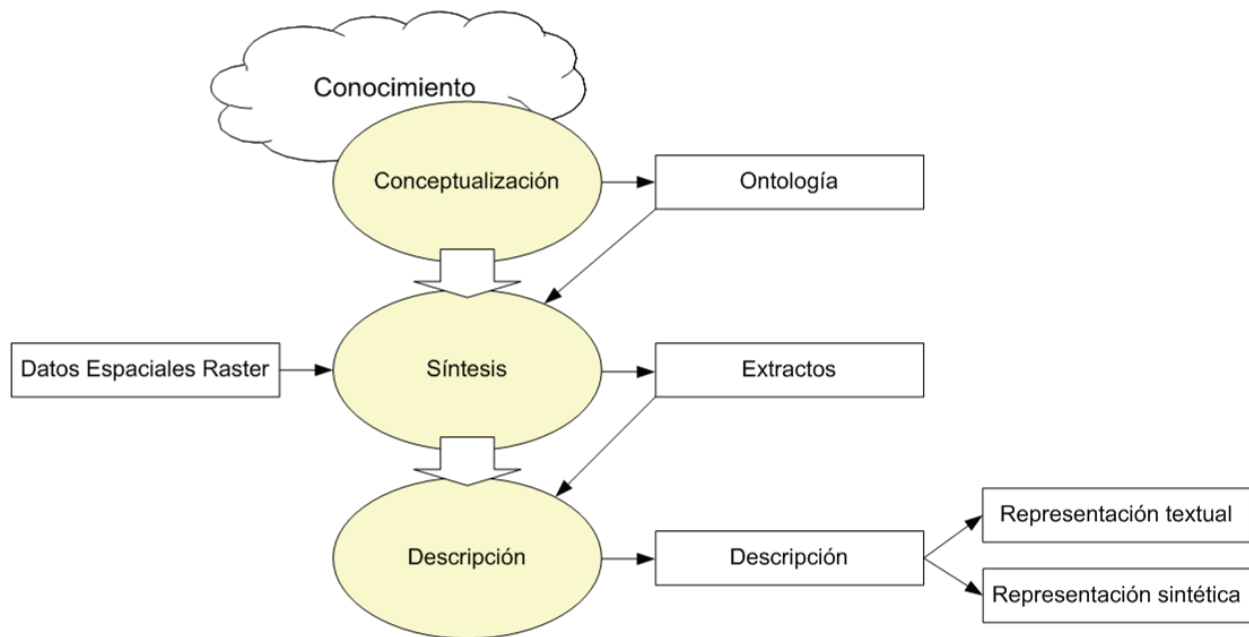 Conocimiento
Conceptualización
Ontología
Datos Espaciales Raster
Síntesis
Extractos
Descripción
Descripción
Representación textual
Representación sintética